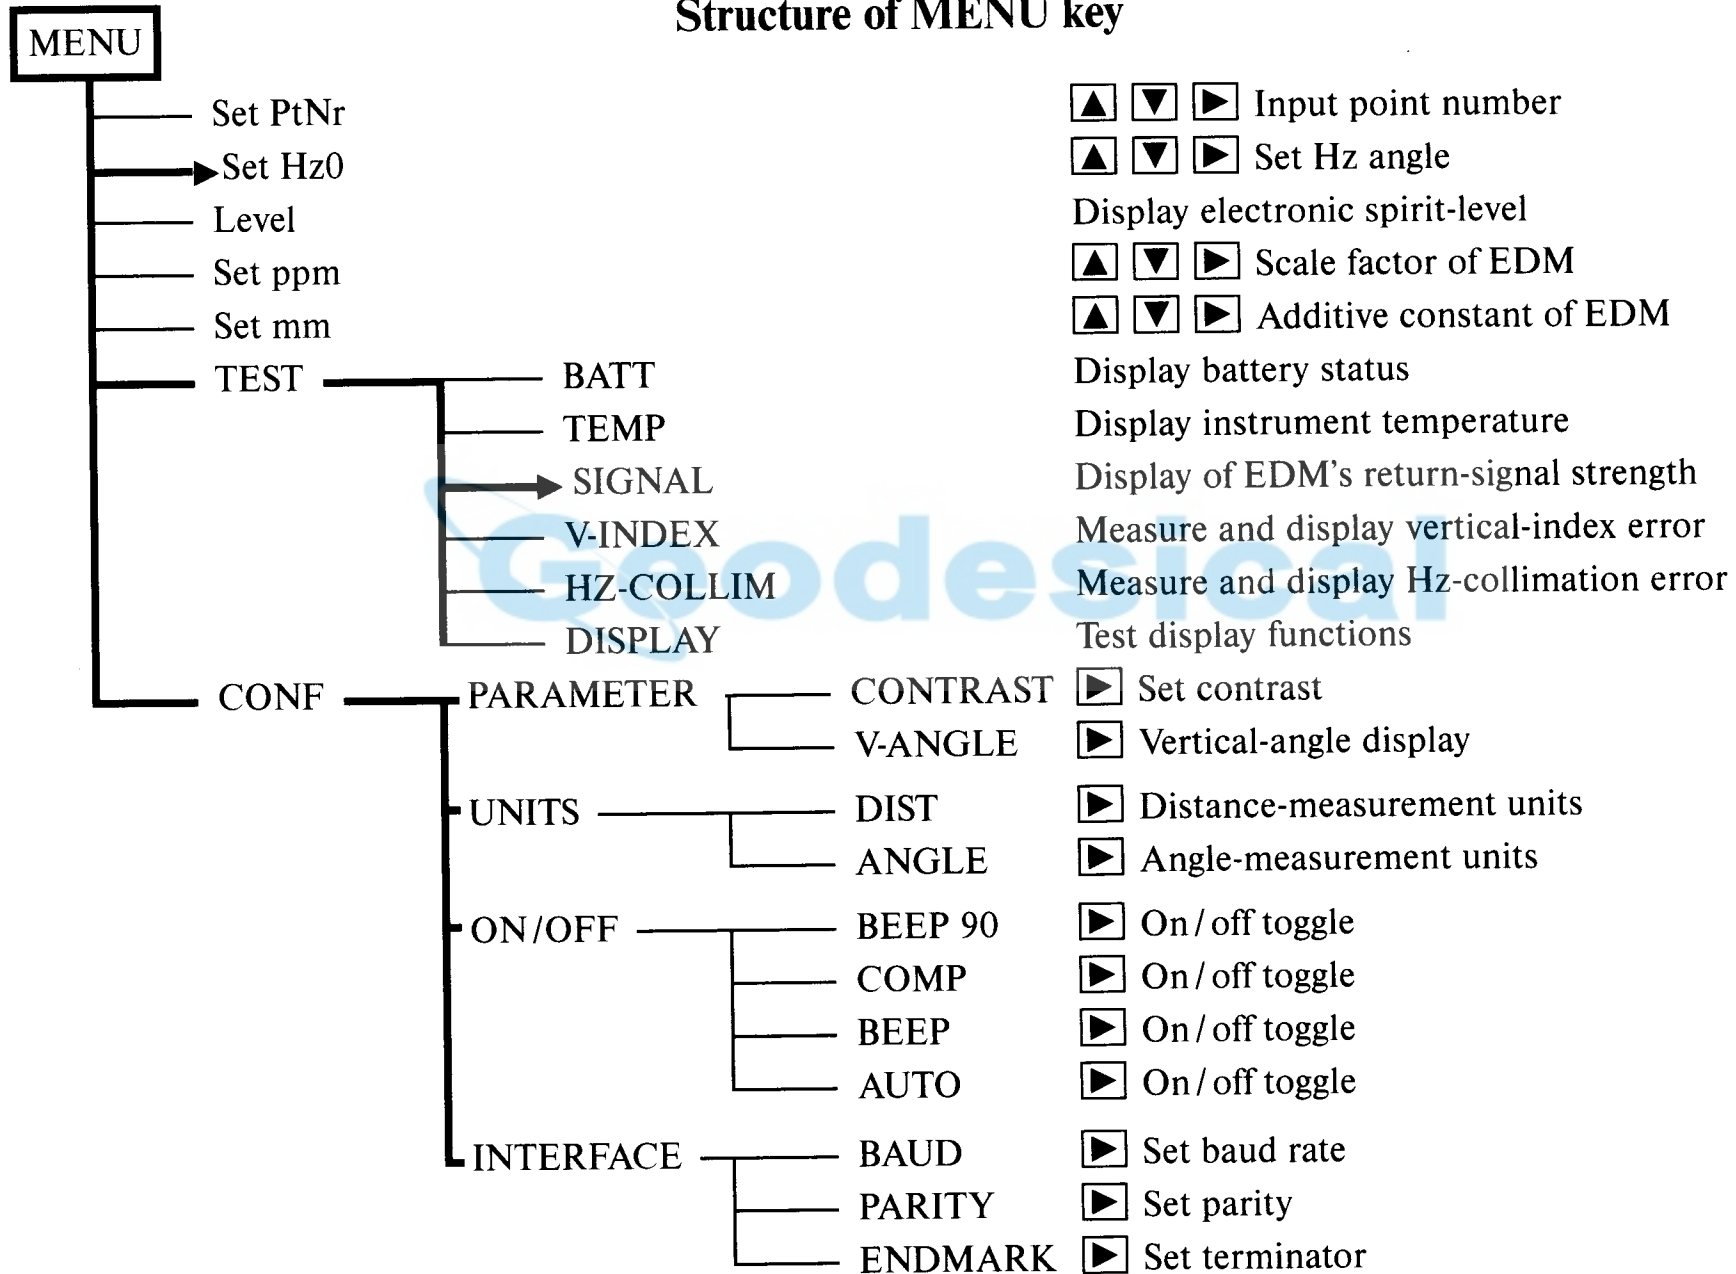 Structure of MENU key
MENU
Set PtNr ▲ ▼ ► Input point number
Set Hz0 ▲ ▼ ► Set Hz angle
Level Display electronic spirit-level
Set ppm ▲ ▼ ► Scale factor of EDM
Set mm ▲ ▼ ► Additive constant of EDM
TEST BATT Display battery status
TEMP Display instrument temperature
SIGNAL Display of EDM's return-signal strength
V-INDEX Measure and display vertical-index error
Geodesical
HZ-COLLIM Measure and display Hz-collimation error
DISPLAY Test display functions
CONF PARAMETER CONTRAST ► Set contrast
V-ANGLE ► Vertical-angle display
UNITS DIST ► Distance-measurement units
ANGLE ► Angle-measurement units
ON/OFF BEEP 90 ► On/off toggle
COMP ► On/off toggle
BEEP ► On/off toggle
AUTO ► On/off toggle
INTERFACE BAUD ► Set baud rate
PARITY ► Set parity
ENDMARK ► Set terminator